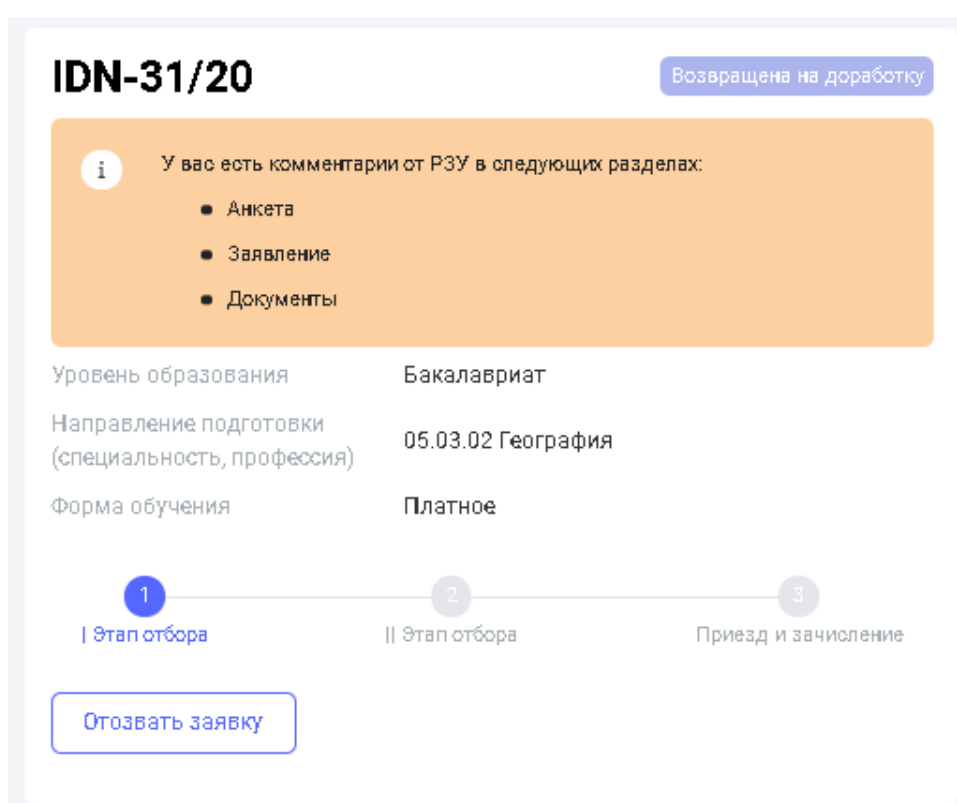 IDN-31/20
Возвращена на доработку
i
У вас есть комментарии от РЗУ в следующих разделах:
Анкета
Заявление
Документы
Уровень образования Бакалавриат
Направление подготовки
(специальность, профессия)
05.03.02 География
Форма обучения Платное
1 2 3
| Этап отбора || Этап отбора Приезд и зачисление
Отозвать заявку